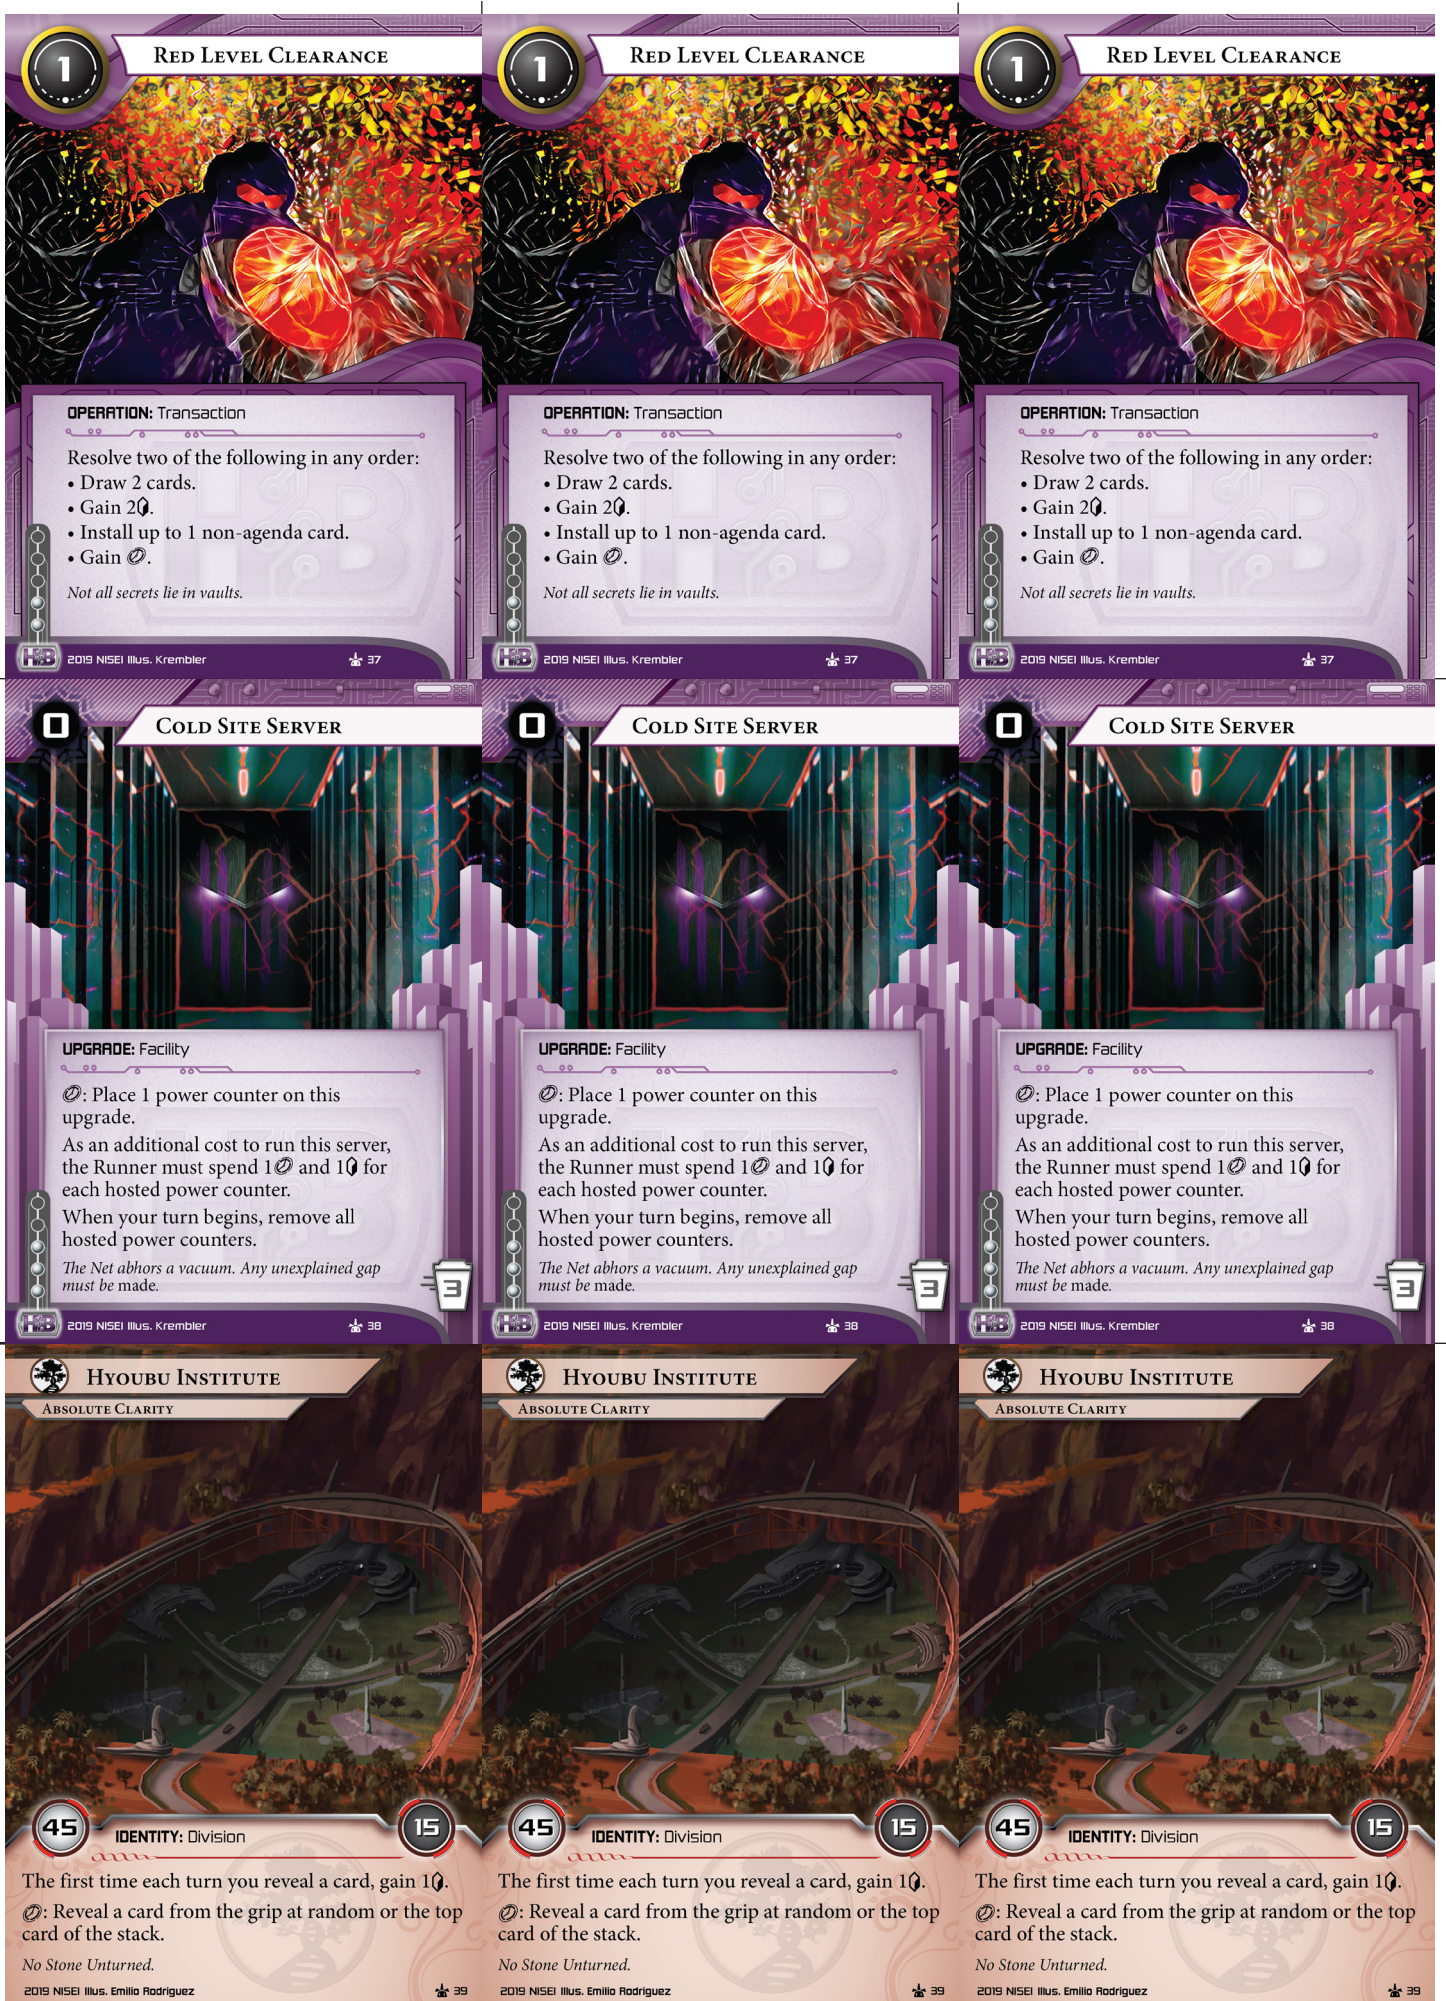 1
RED LEVEL CLEARANCE
OPERATION: Transaction
Resolve two of the following in any order:
• Draw 2 cards.
• Gain 2.
• Install up to 1 non-agenda card.
• Gain .
Not all secrets lie in vaults.
HB
2019 NISEI Illus. Krembler
37
1
RED LEVEL CLEARANCE
OPERATION: Transaction
Resolve two of the following in any order:
• Draw 2 cards.
• Gain 2.
• Install up to 1 non-agenda card.
• Gain .
Not all secrets lie in vaults.
HB
2019 NISEI Illus. Krembler
37
1
RED LEVEL CLEARANCE
OPERATION: Transaction
Resolve two of the following in any order:
• Draw 2 cards.
• Gain 2.
• Install up to 1 non-agenda card.
• Gain .
Not all secrets lie in vaults.
HB
2019 NISEI Illus. Krembler
37
0
COLD SITE SERVER
UPGRADE: Facility
: Place 1 power counter on this
upgrade.
As an additional cost to run this server,
the Runner must spend 1 and 1 for
each hosted power counter.
When your turn begins, remove all
hosted power counters.
The Net abhors a vacuum. Any unexplained gap
must be made.
3
HB
2019 NISEI Illus. Krembler
38
0
COLD SITE SERVER
UPGRADE: Facility
: Place 1 power counter on this
upgrade.
As an additional cost to run this server,
the Runner must spend 1 and 1 for
each hosted power counter.
When your turn begins, remove all
hosted power counters.
The Net abhors a vacuum. Any unexplained gap
must be made.
3
HB
2019 NISEI Illus. Krembler
38
0
COLD SITE SERVER
UPGRADE: Facility
: Place 1 power counter on this
upgrade.
As an additional cost to run this server,
the Runner must spend 1 and 1 for
each hosted power counter.
When your turn begins, remove all
hosted power counters.
The Net abhors a vacuum. Any unexplained gap
must be made.
3
HB
2019 NISEI Illus. Krembler
38
HYOUBU INSTITUTE
ABSOLUTE CLARITY
45
IDENTITY: Division
15
The first time each turn you reveal a card, gain 1.
: Reveal a card from the grip at random or the top
card of the stack.
No Stone Unturned.
2019 NISEI Illus. Emilio Rodriguez
39
HYOUBU INSTITUTE
ABSOLUTE CLARITY
45
IDENTITY: Division
15
The first time each turn you reveal a card, gain 1.
: Reveal a card from the grip at random or the top
card of the stack.
No Stone Unturned.
2019 NISEI Illus. Emilio Rodriguez
39
HYOUBU INSTITUTE
ABSOLUTE CLARITY
45
IDENTITY: Division
15
The first time each turn you reveal a card, gain 1.
: Reveal a card from the grip at random or the top
card of the stack.
No Stone Unturned.
2019 NISEI Illus. Emilio Rodriguez
39